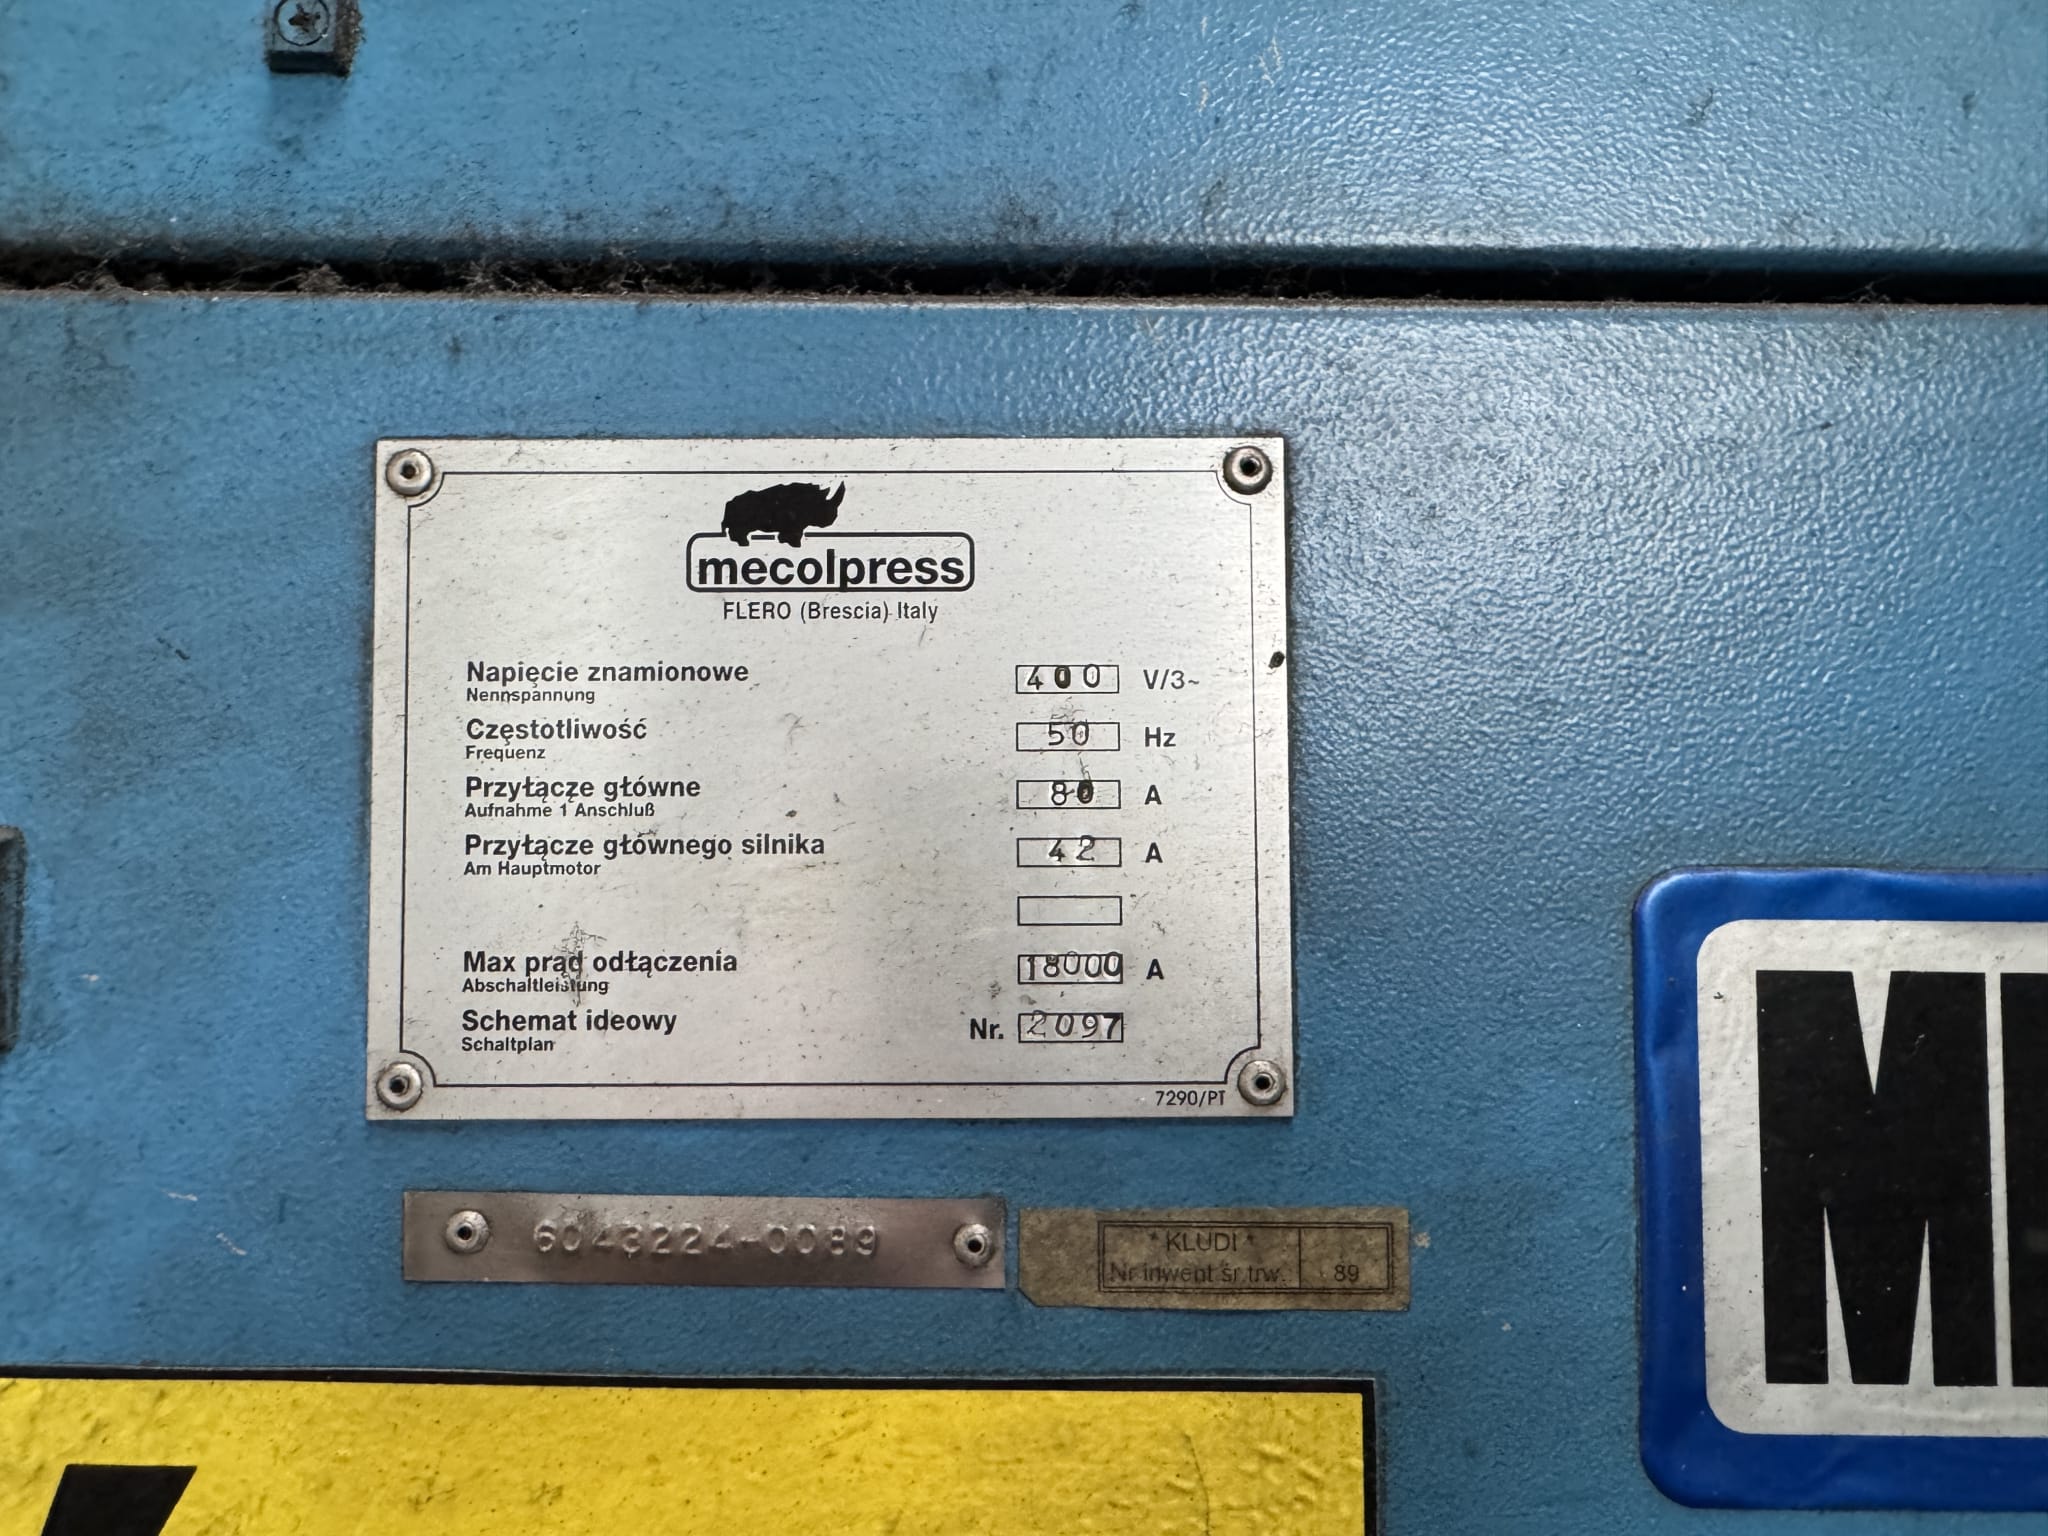 mecolpress
FLERO (Brescia) Italy
Napięcie znamionowe 400 V/3~
Nennspannung
Częstotliwość 50 Hz
Frequenz
Przyłącze główne 80 A
Aufnahme 1 Anschluß
Przyłącze głównego silnika 42 A
Am Hauptmotor
Max prąd odłączenia 18000 A
Abschaltleistung
Schemat ideowy Nr. 2097
Schaltplan
7290/PT
6043224-0089
* KLUDI *
Nr inwent śr.trw. 89
M